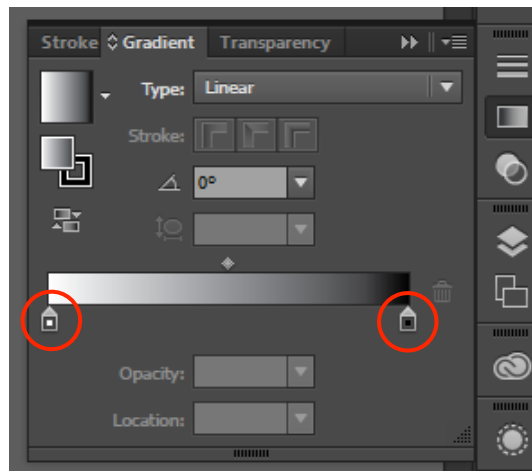 Stroke Gradient Transparency
Type: Linear
Stroke:
0°
Opacity:
Location: